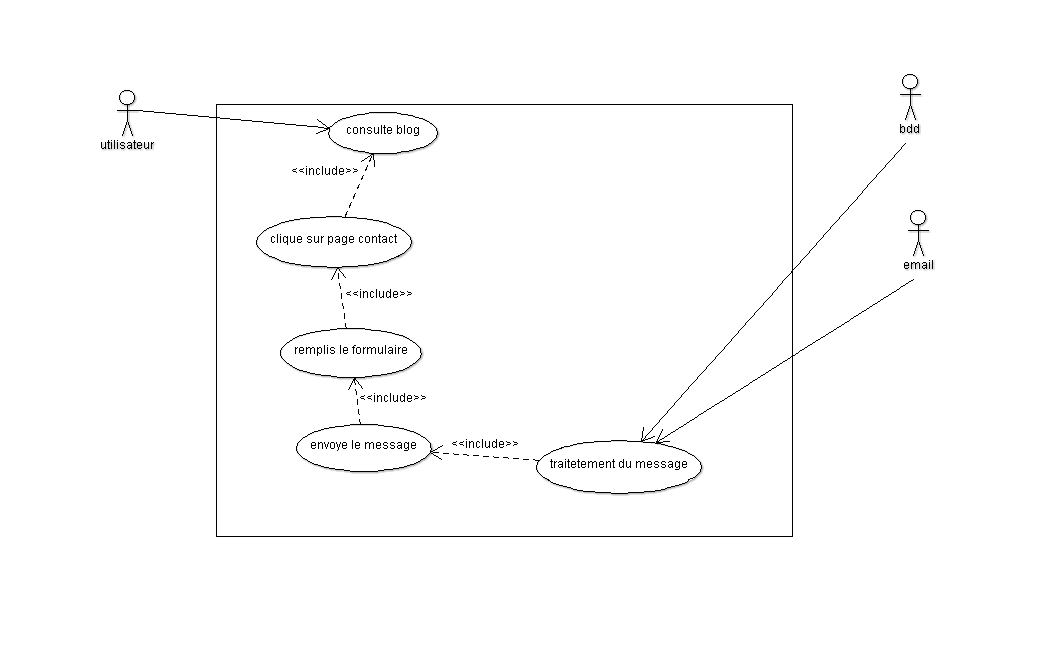 utilisateur
bdd
consulte blog
<<include>>
clique sur page contact
email
<<include>>
remplis le formulaire
<<include>>
envoye le message
<<include>>
traitetement du message